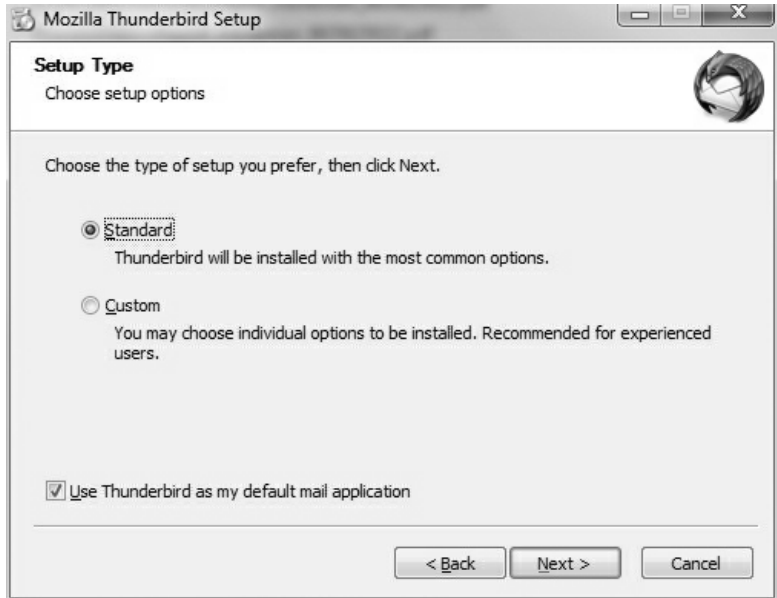 Mozilla Thunderbird Setup
Setup Type
Choose setup options
Choose the type of setup you prefer, then click Next.
Standard
Thunderbird will be installed with the most common options.
Custom
You may choose individual options to be installed. Recommended for experienced
users.
Use Thunderbird as my default mail application
< Back Next > Cancel